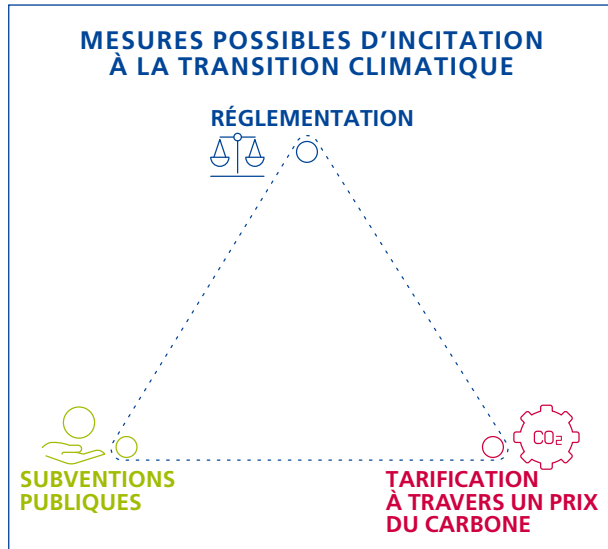 MESURES POSSIBLES D’INCITATION
À LA TRANSITION CLIMATIQUE
RÉGLEMENTATION
CO₂
SUBVENTIONS
PUBLIQUES
TARIFICATION
À TRAVERS UN PRIX
DU CARBONE